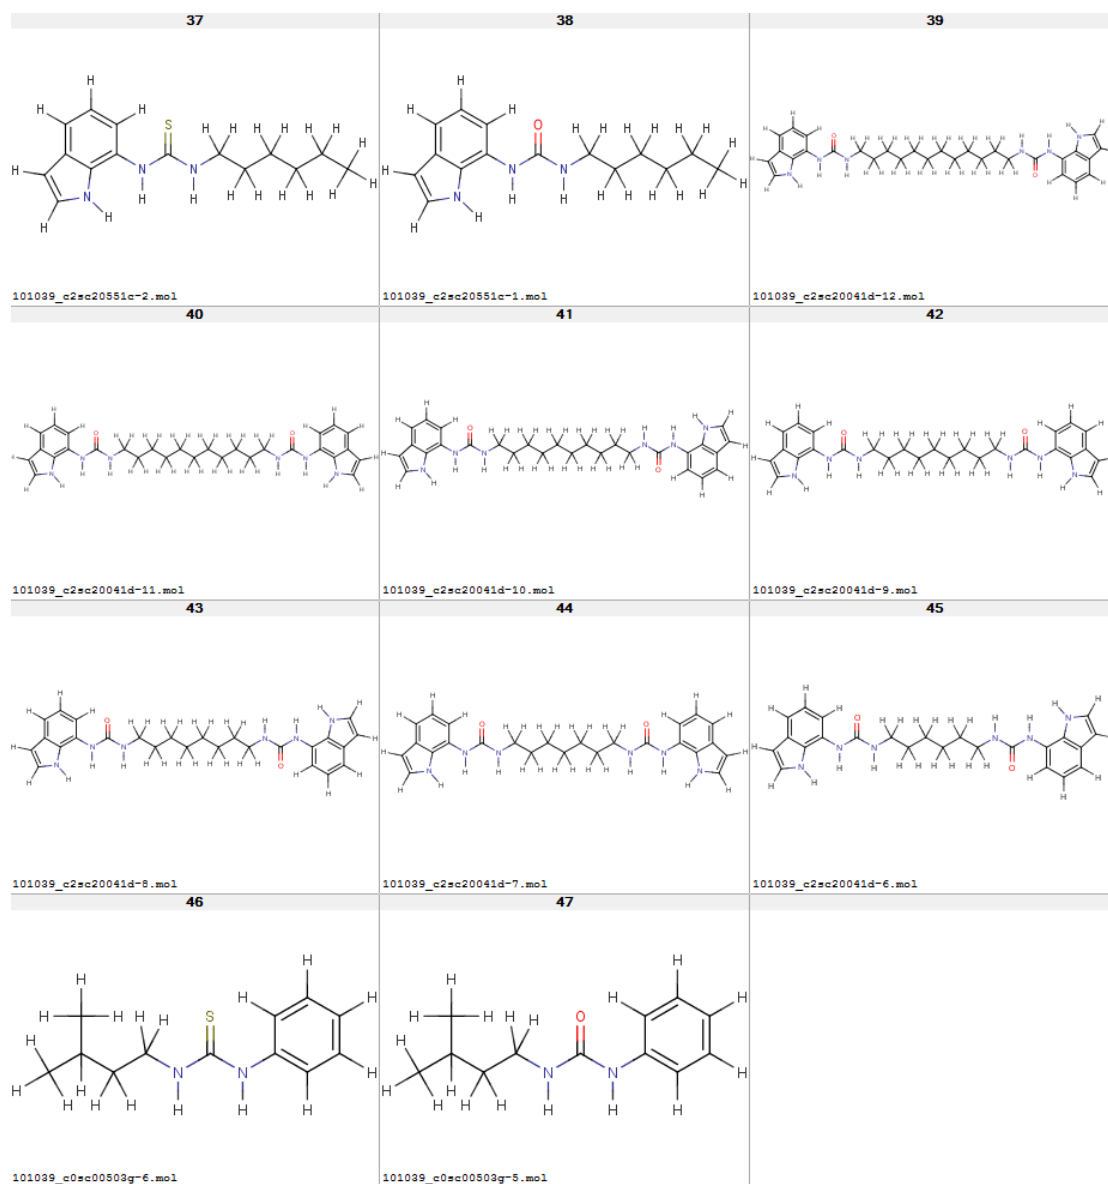 37 38 39
101039_c2sc20551c-2.mol 101039_c2sc20551c-1.mol 101039_c2sc20041d-12.mol
40 41 42
101039_c2sc20041d-11.mol 101039_c2sc20041d-10.mol 101039_c2sc20041d-9.mol
43 44 45
101039_c2sc20041d-8.mol 101039_c2sc20041d-7.mol 101039_c2sc20041d-6.mol
46 47
101039_c0sc00503g-6.mol 101039_c0sc00503g-5.mol